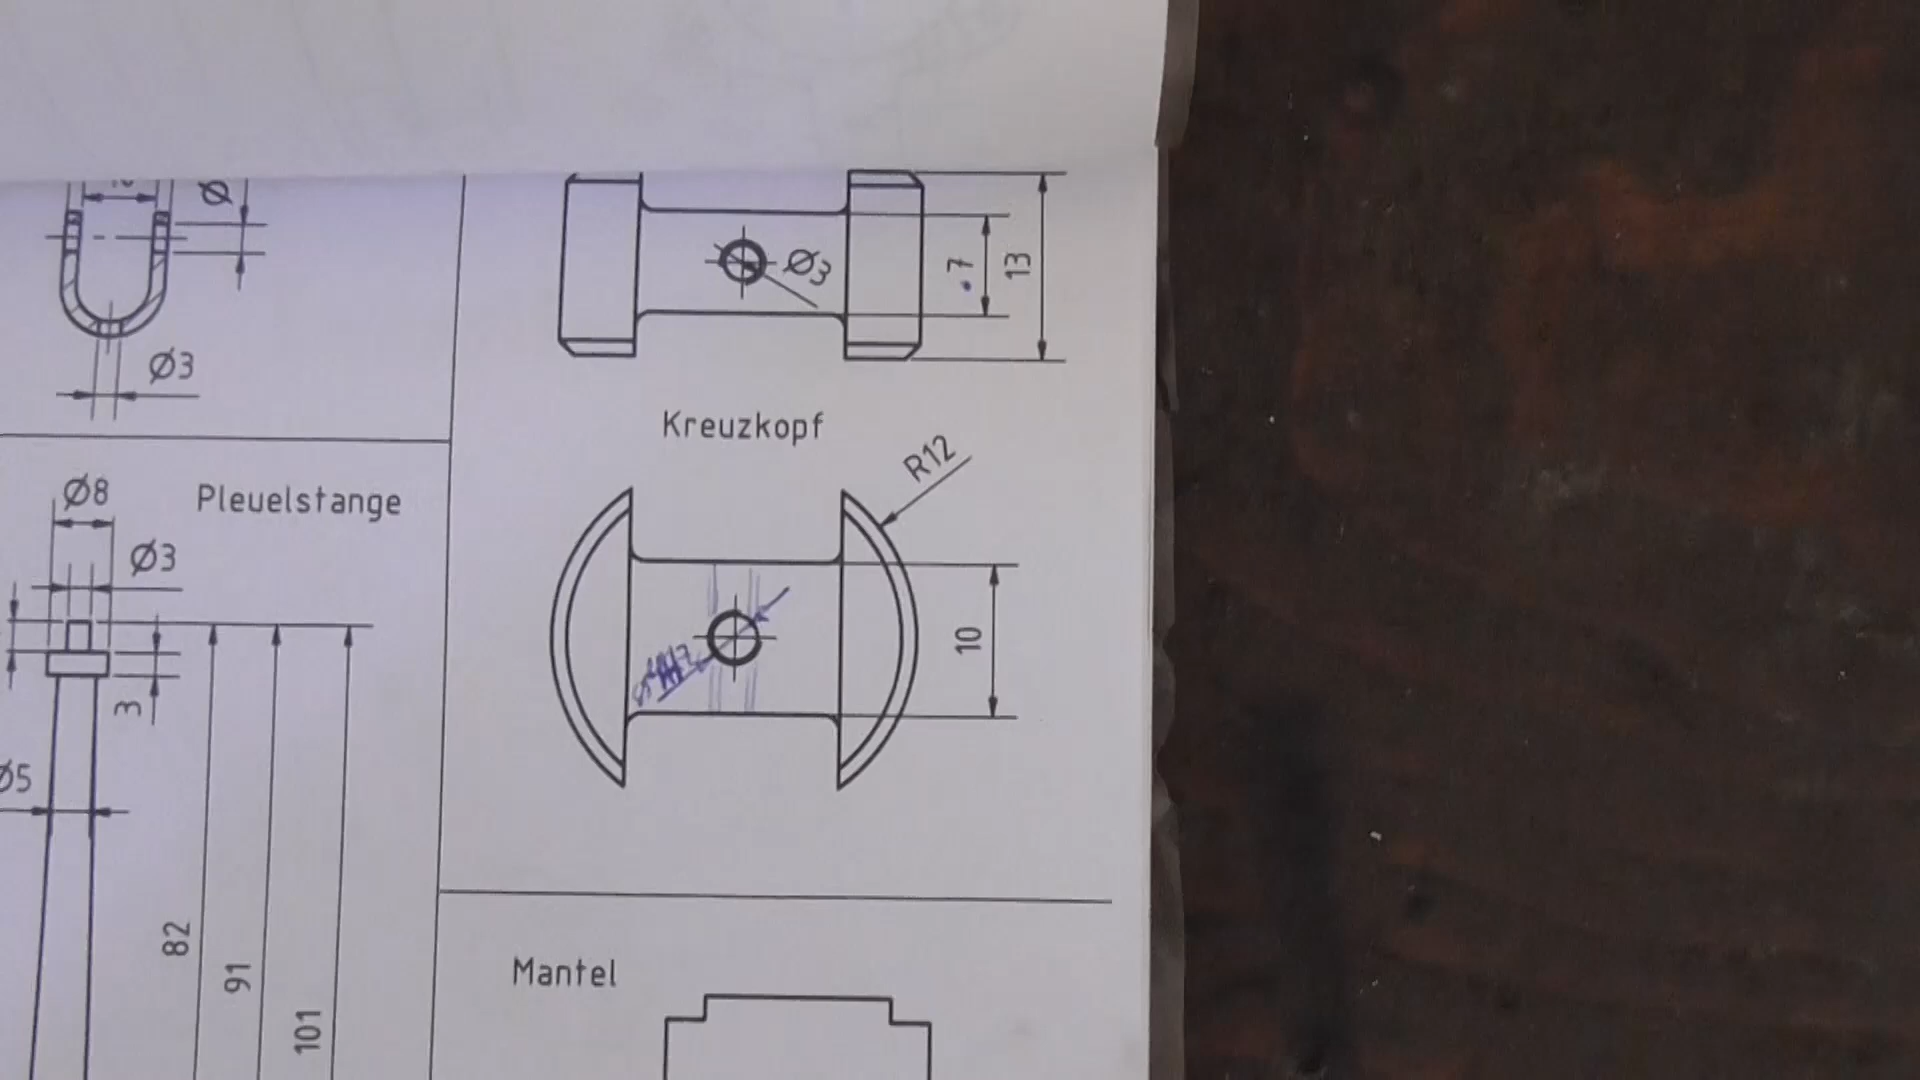 Ø
Ø3
Ø3
7
13
Kreuzkopf
R12
10
Ø8
Pleuelstange
Ø3
3
Ø5
82
91
101
Mantel